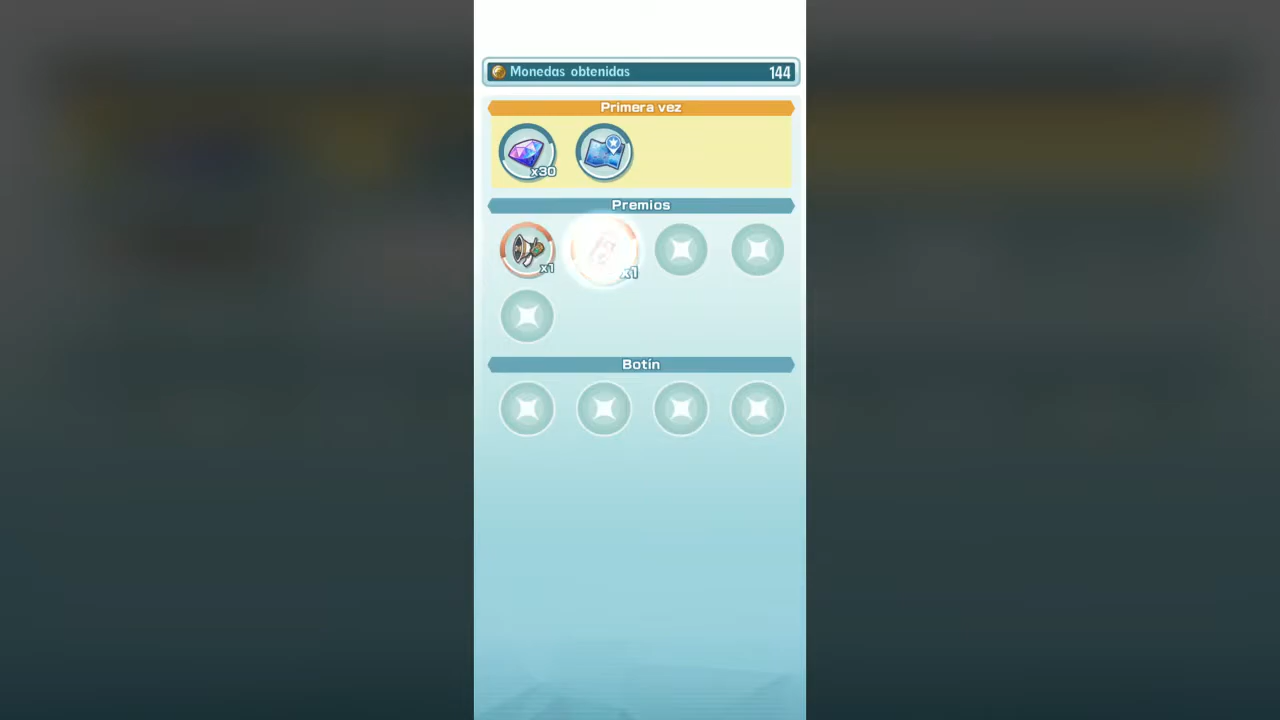 Monedas obtenidas 144
Primera vez
x30
Premios
x1
x1
Botín